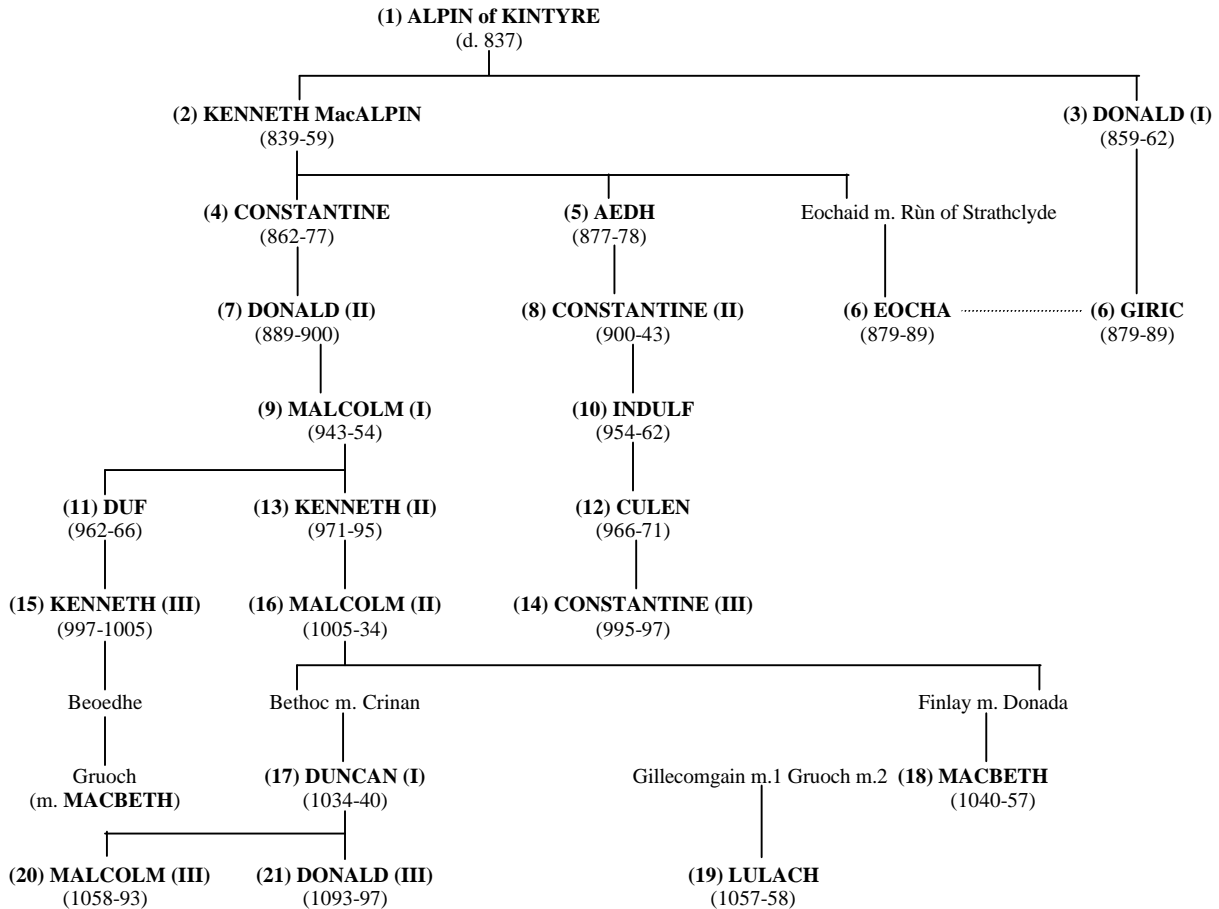 (1) ALPIN of KINTYRE
(d. 837)
(2) KENNETH MacALPIN
(839-59)
(3) DONALD (I)
(859-62)
(4) CONSTANTINE
(862-77)
(5) AEDH
(877-78)
Eochaid m. Rùn of Strathclyde
(7) DONALD (II)
(889-900)
(8) CONSTANTINE (II)
(900-43)
(6) EOCHA
(879-89)
(6) GIRIC
(879-89)
(9) MALCOLM (I)
(943-54)
(10) INDULF
(954-62)
(11) DUF
(962-66)
(13) KENNETH (II)
(971-95)
(12) CULEN
(966-71)
(15) KENNETH (III)
(997-1005)
(16) MALCOLM (II)
(1005-34)
(14) CONSTANTINE (III)
(995-97)
Beoedhe
Bethoc m. Crinan
Finlay m. Donada
Gruoch
(m. MACBETH)
(17) DUNCAN (I)
(1034-40)
Gillecomgain m.1 Gruoch m.2 (18) MACBETH
(1040-57)
(20) MALCOLM (III)
(1058-93)
(21) DONALD (III)
(1093-97)
(19) LULACH
(1057-58)